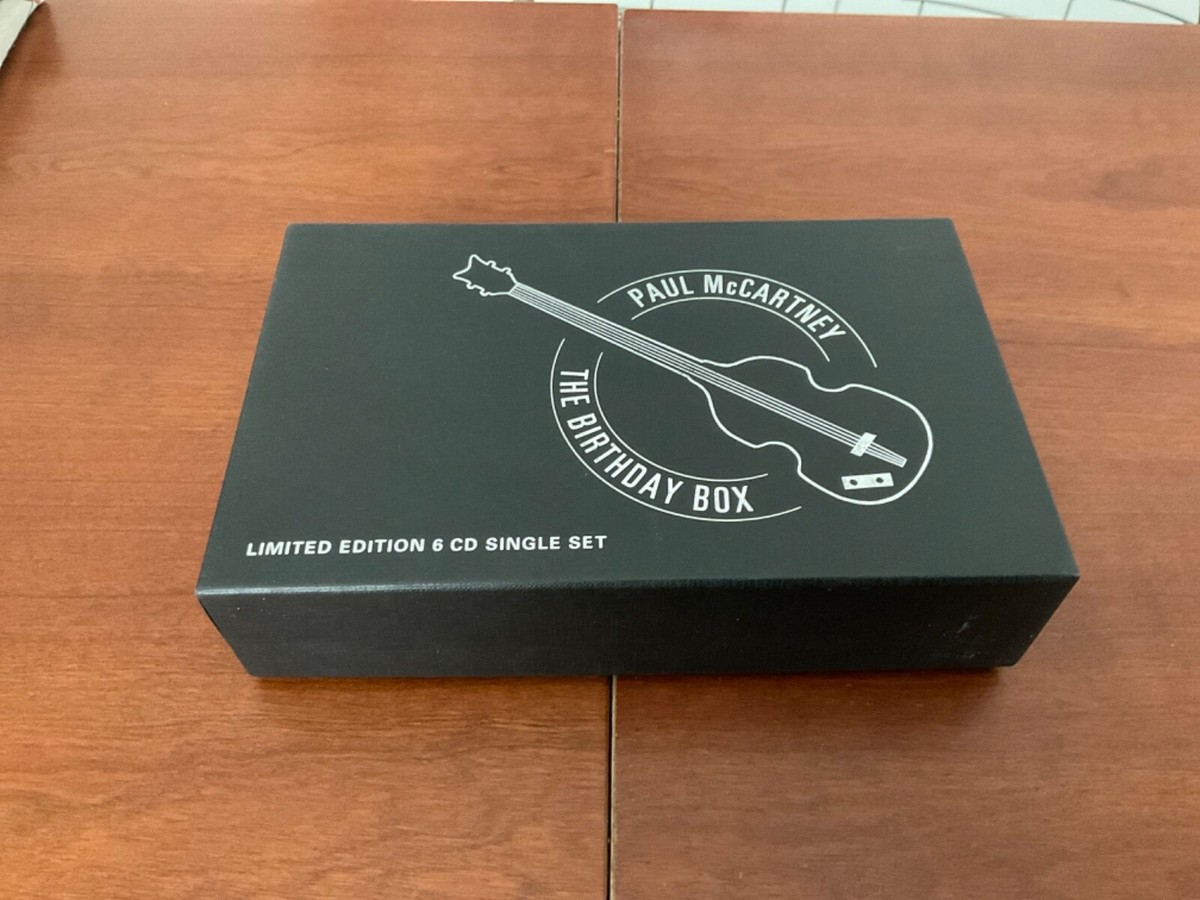 PAUL McCARTNEY
THE BIRTHDAY BOX
LIMITED EDITION 6 CD SINGLE SET